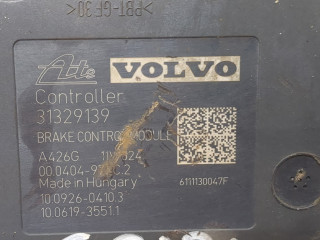 >PBT-GF30<
Ate VOLVO
Controller
31329139
BRAKE CONTROL MODULE
A426G
00.0404-
Made in Hungary 6111130047F
10.0926-0410.3
10.0619-3551.1